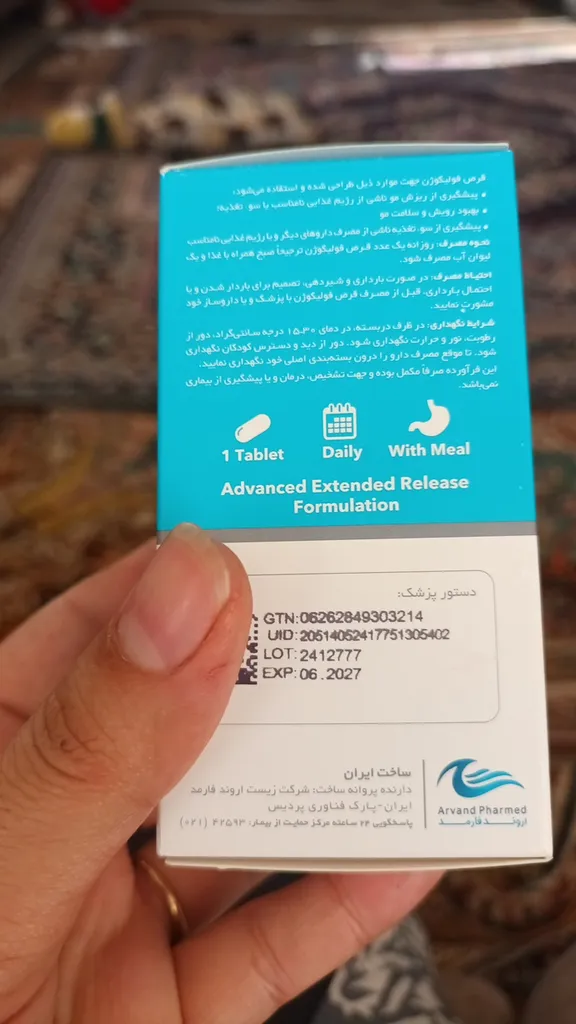 قرص فولیکوژن جهت موارد ذیل طراحی شده و استفاده می‌شود:
• پیشگیری از ریزش مو ناشی از رژیم غذایی نامناسب یا سوء تغذیه:
• بهبود رویش و سلامت مو
• پیشگیری از سوء تغذیه ناشی از مصرف داروهای دیگر و یا رژیم غذایی نامناسب
نحوه مصرف: روزانه یک عدد قرص فولیکوژن ترجیحاً صبح همراه با غذا و یک
لیوان آب مصرف شود.
احتیاط مصرف: در صورت بارداری و شیردهی، تصمیم برای باردار شدن و یا
احتمال بارداری، قبل از مصرف قرص فولیکوژن با پزشک و یا داروساز خود
مشورت نمایید.
شرایط نگهداری: در ظرف دربسته، در دمای ۳۰-۱۵ درجه سانتی‌گراد، دور از
رطوبت، نور و حرارت نگهداری شود. دور از دید و دسترس کودکان نگهداری
شود. تا موقع مصرف دارو را درون بسته‌بندی اصلی خود نگهداری نمایید.
این فرآورده صرفاً مکمل بوده و جهت تشخیص، درمان و یا پیشگیری از بیماری
نمی‌باشد.
1 Tablet
Daily
With Meal
Advanced Extended Release
Formulation
دستور پزشک:
GTN:06262849303214
UID:20514052417751305402
LOT:2412777
EXP:06.2027
ساخت ایران
دارنده پروانه ساخت: شرکت زیست اروند فارمد
ایران-پارک فناوری پردیس
پاسخگویی ۲۴ ساعته مرکز حمایت از بیمار: ۴۲۵۹۳ (۰۲۱)
Arvand Pharmed
اروند فارمد